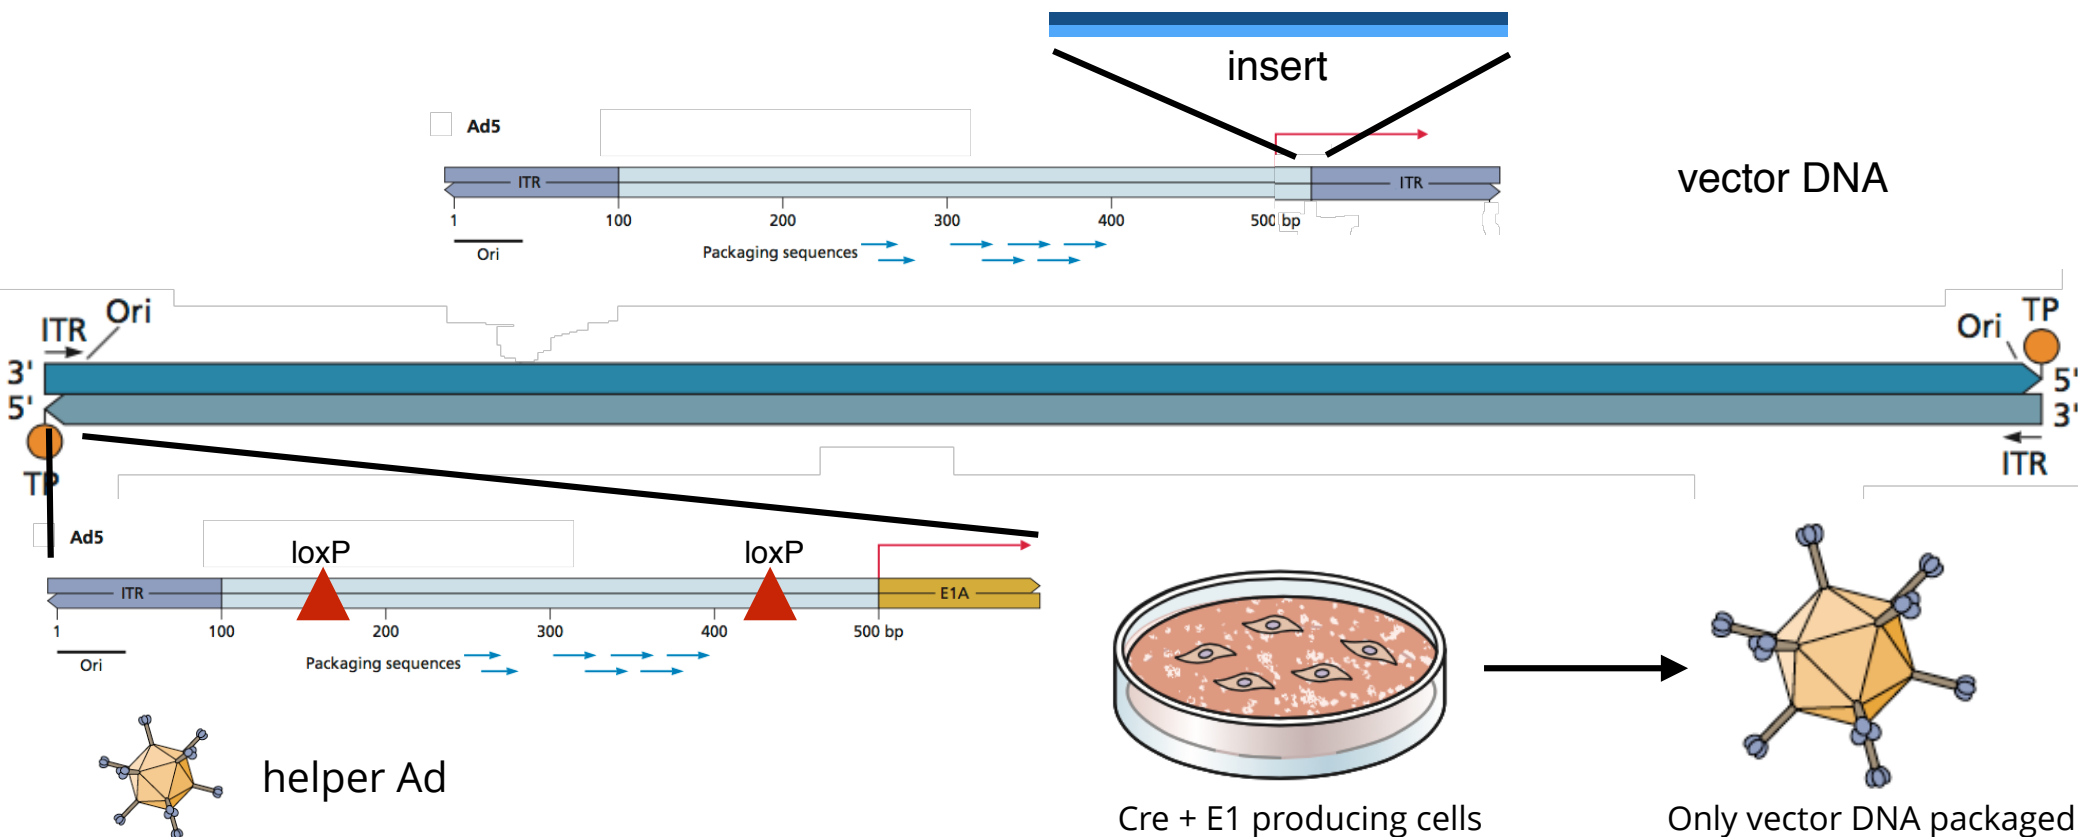 insert
Ad5
vector DNA
ITR
ITR
1
100
200
300
400
500 bp
Ori
Packaging sequences
ITR
Ori
Ori
TP
3'
5'
5'
3'
TP
ITR
Ad5
loxP
loxP
ITR
E1A
1
100
200
300
400
500 bp
Ori
Packaging sequences
helper Ad
Cre + E1 producing cells
Only vector DNA packaged